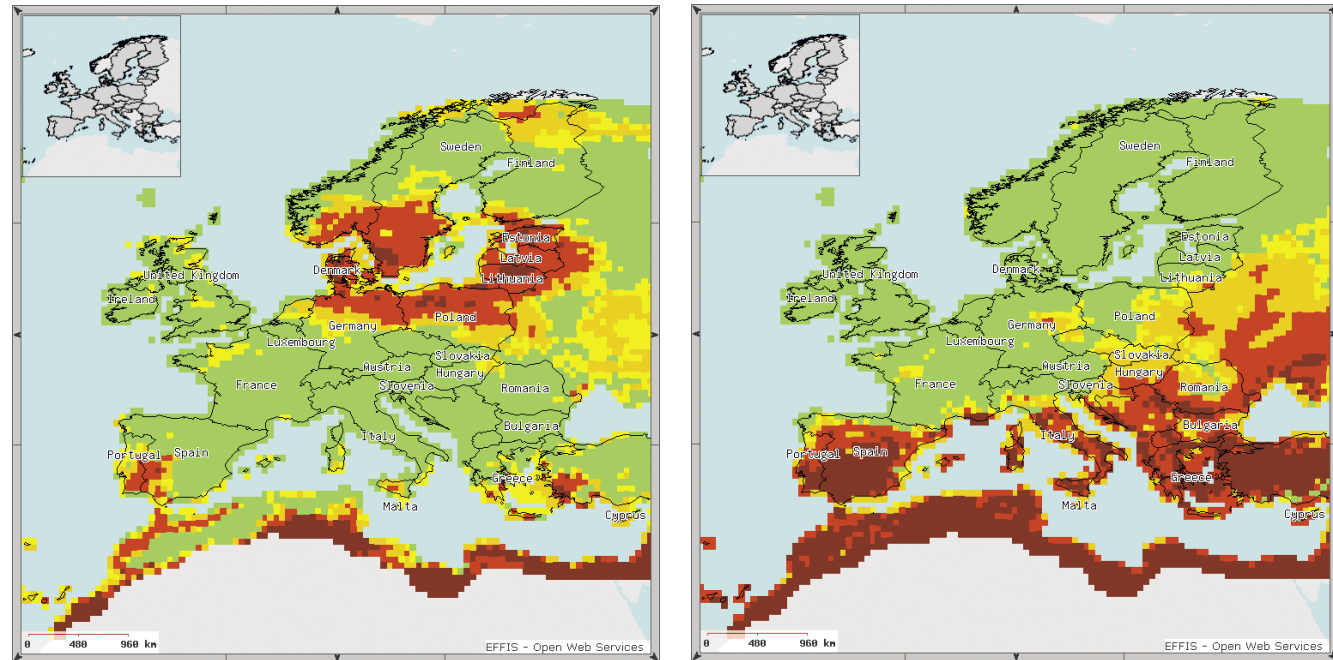 Sweden
Finland
Estonia
Latvia
Denmark
Lithuania
United Kingdom
Ireland
Poland
Germany
Luxembourg
Slovakia
Austria
Hungary
Slovenia
France
Romania
Bulgaria
Italy
Portugal
Spain
Greece
Malta
Cyprus
0 480 960 km
EFFIS - Open Web Services
Sweden
Finland
Estonia
Latvia
Denmark
Lithuania
United Kingdom
Ireland
Poland
Germany
Luxembourg
Slovakia
Austria
Hungary
Slovenia
France
Romania
Bulgaria
Italy
Portugal
Spain
Greece
Malta
Cyprus
0 480 960 km
EFFIS - Open Web Services